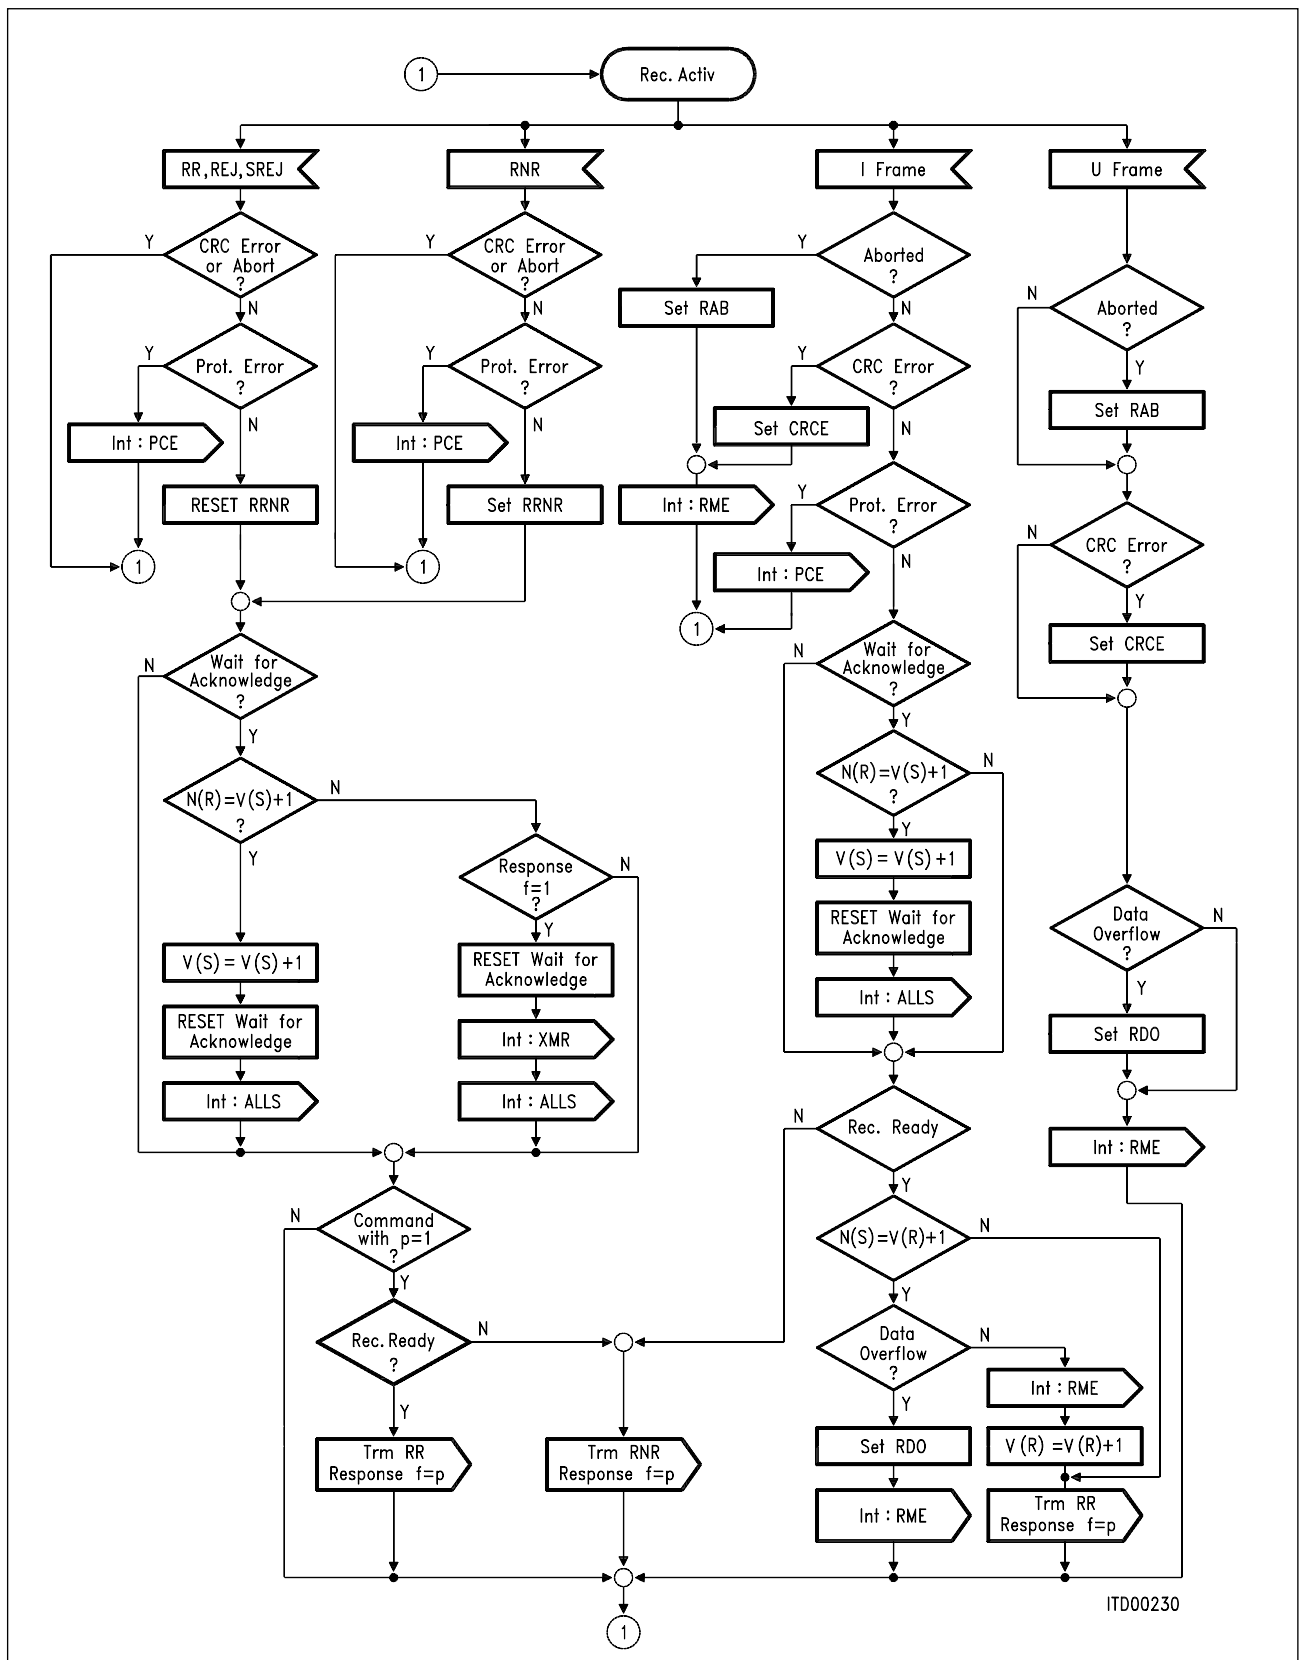 1
Rec. Activ
RR, REJ, SREJ
RNR
I Frame
U Frame
Y
CRC Error
or Abort
?
N
Y
CRC Error
or Abort
?
N
Y
Aborted
?
N
Set RAB
N
Aborted
?
Y
Set RAB
Y
Prot. Error
?
N
Int : PCE
RESET RRNR
1
Y
Prot. Error
?
N
Int : PCE
Set RRNR
1
Y
CRC Error
?
N
Set CRCE
Int : RME
Y
Prot. Error
?
N
Int : PCE
1
N
CRC Error
?
Y
Set CRCE
N
Wait for
Acknowledge
?
Y
N(R)=V(S)+1
?
N
Y
Response
f=1
?
N
Y
V(S)=V(S)+1
RESET Wait for
Acknowledge
Int : ALLS
RESET Wait for
Acknowledge
Int : XMR
Int : ALLS
N
Wait for
Acknowledge
?
Y
N(R)=V(S)+1
?
N
Y
V(S)=V(S)+1
RESET Wait for
Acknowledge
Int : ALLS
Data
Overflow
?
N
Y
Set RDO
Int : RME
N
Command
with p=1
?
Y
Rec. Ready
?
N
Y
Trm RR
Response f=p
Trm RNR
Response f=p
N
Rec. Ready
Y
N(S)=V(R)+1
N
Y
Data
Overflow
?
N
Y
Set RDO
Int : RME
Int : RME
V(R)=V(R)+1
Trm RR
Response f=p
1
ITD00230